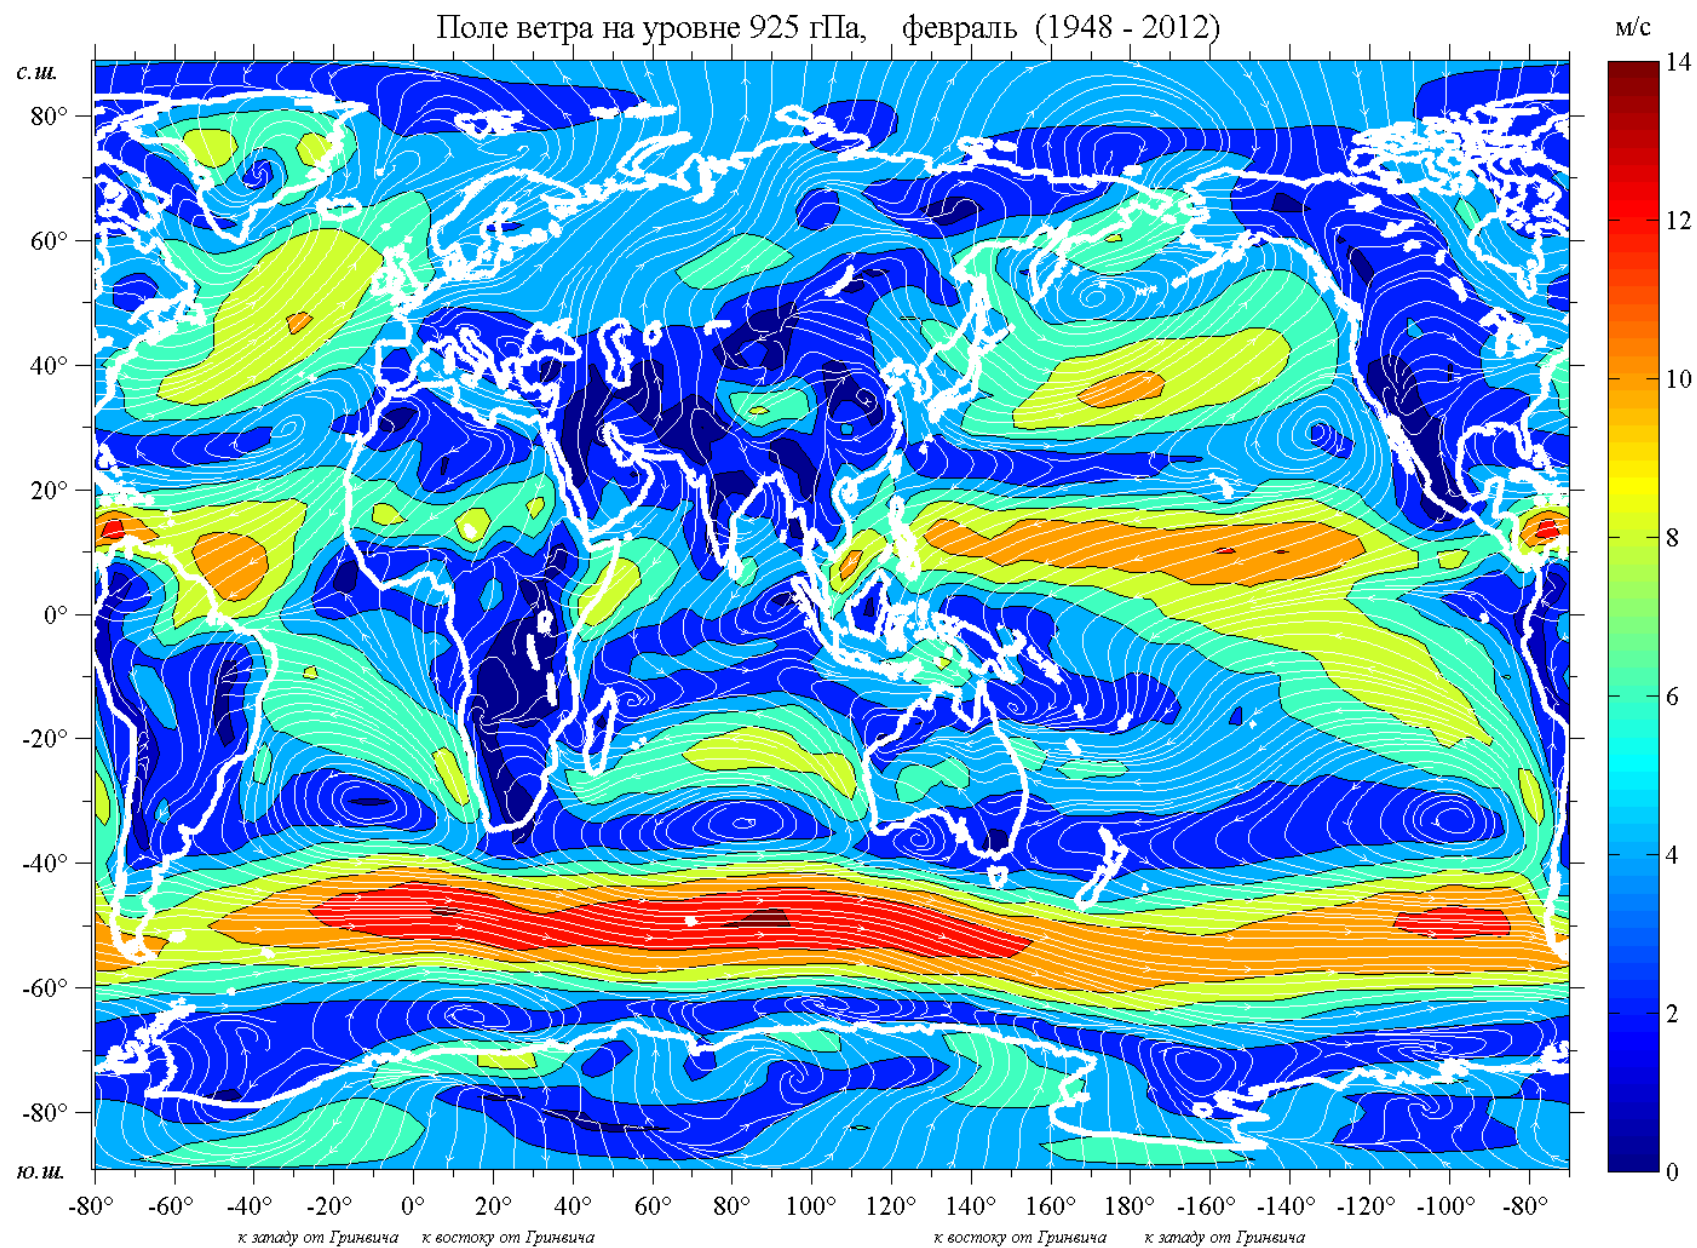 Поле ветра на уровне 925 гПа, февраль (1948 - 2012)
м/с
с.ш.
80°
60°
40°
20°
0°
-20°
-40°
-60°
-80°
ю.ш.
14
12
10
8
6
4
2
0
-80° -60° -40° -20° 0° 20° 40° 60° 80° 100° 120° 140° 160° 180° -160° -140° -120° -100° -80°
к западу от Гринвича к востоку от Гринвича к востоку от Гринвича к западу от Гринвича